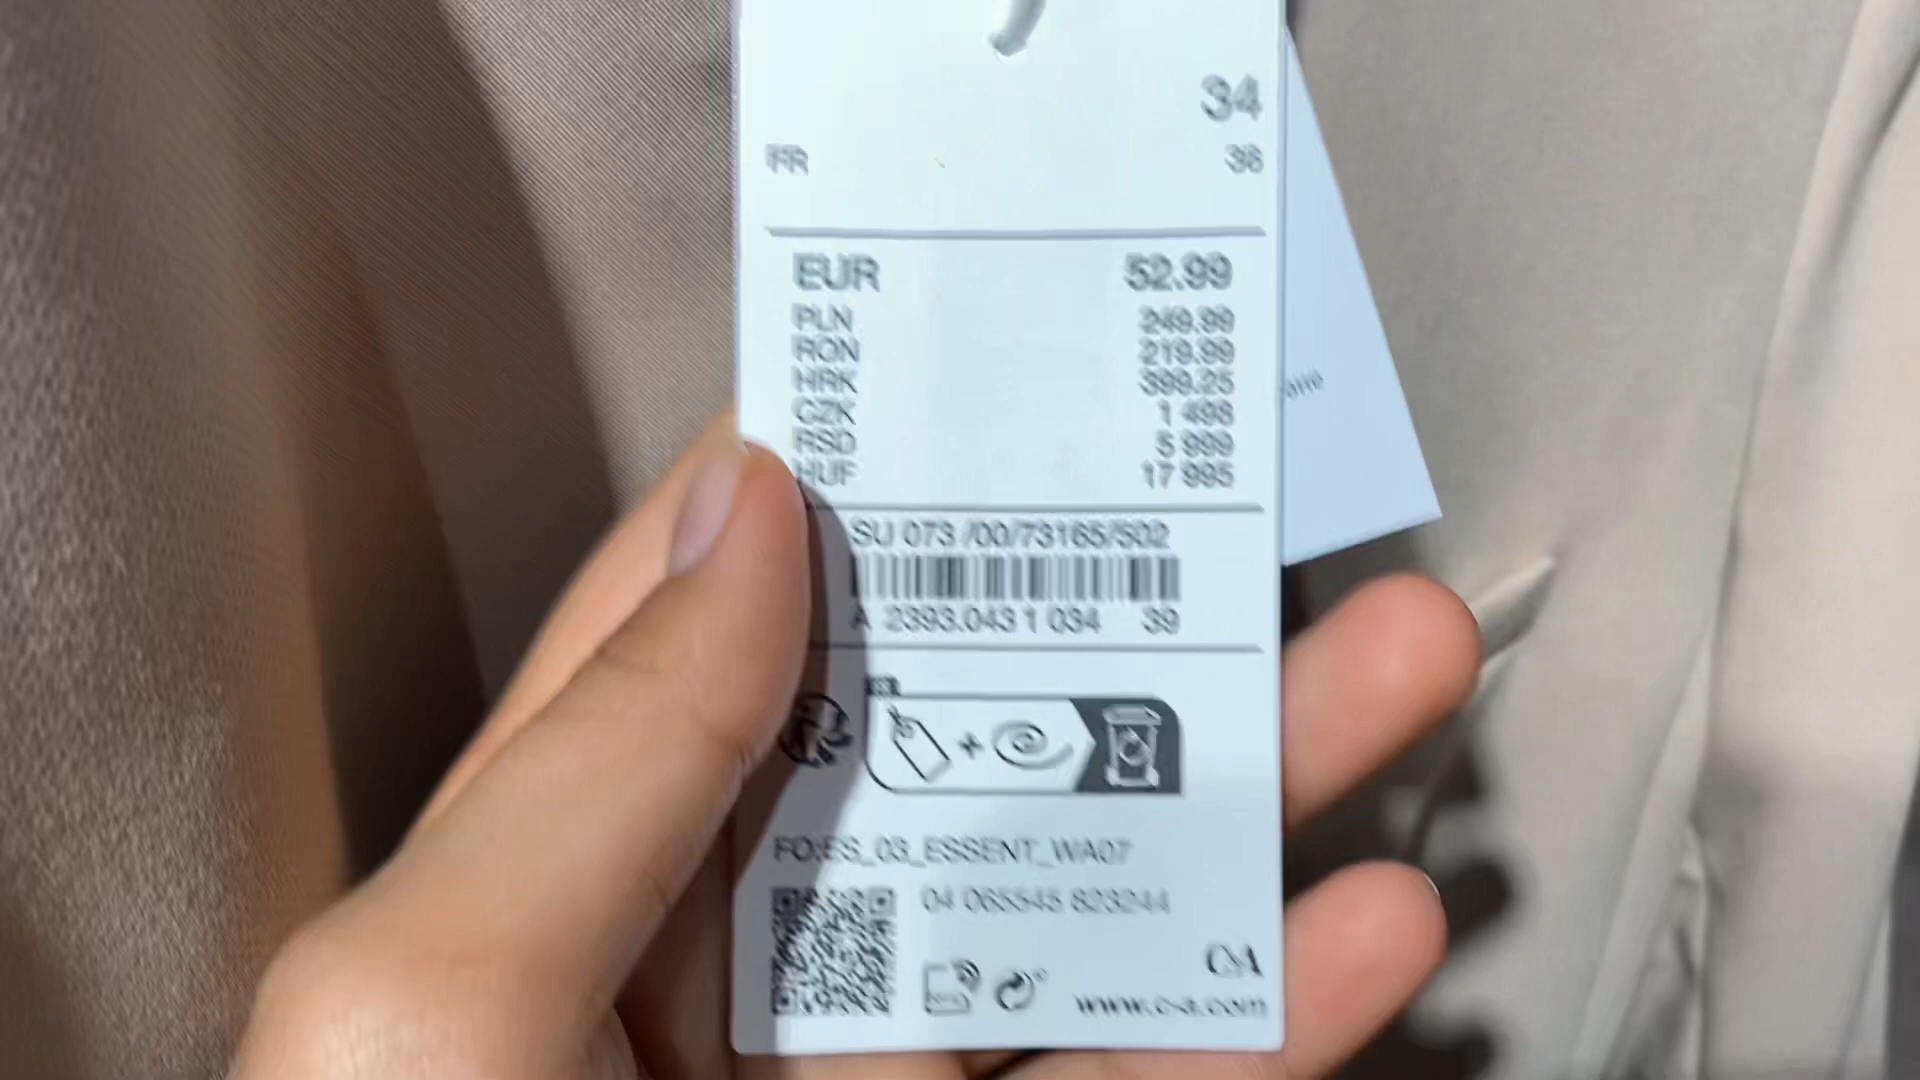 34
FR 36
EUR 52.99
PLN 249.99
RON 219.99
HRK 399.25
CZK 1 498
RSD 5 999
HUF 17 995
SU 073 /00/73165/502
A 2393.043 1 034 39
FO:ES_03_ESSENT_WA07
04 065545 823244
C&A
www.c-a.com